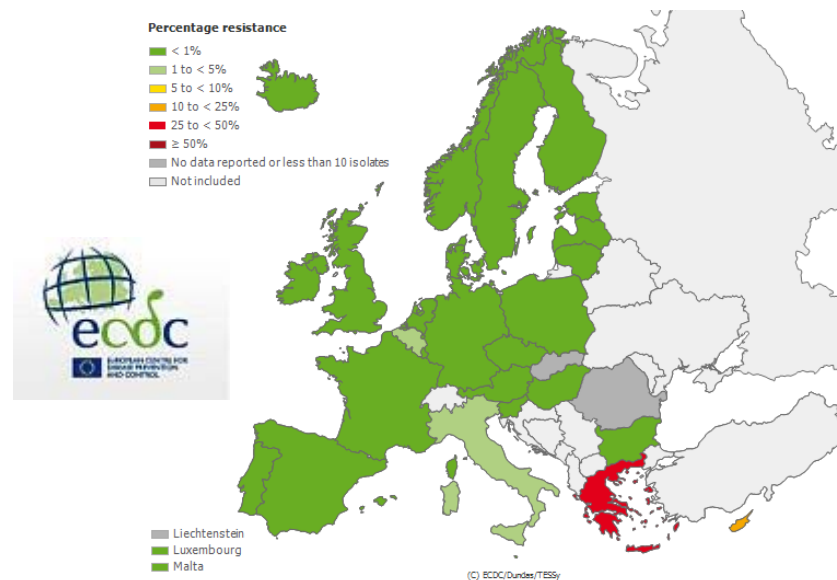 Percentage resistance
< 1%
1 to < 5%
5 to < 10%
10 to < 25%
25 to < 50%
≥ 50%
No data reported or less than 10 isolates
Not included
ecdc
EUROPEAN CENTRE FOR
DISEASE PREVENTION
AND CONTROL
Liechtenstein
Luxembourg
Malta
(C) ECDC/Dundas/TESSy